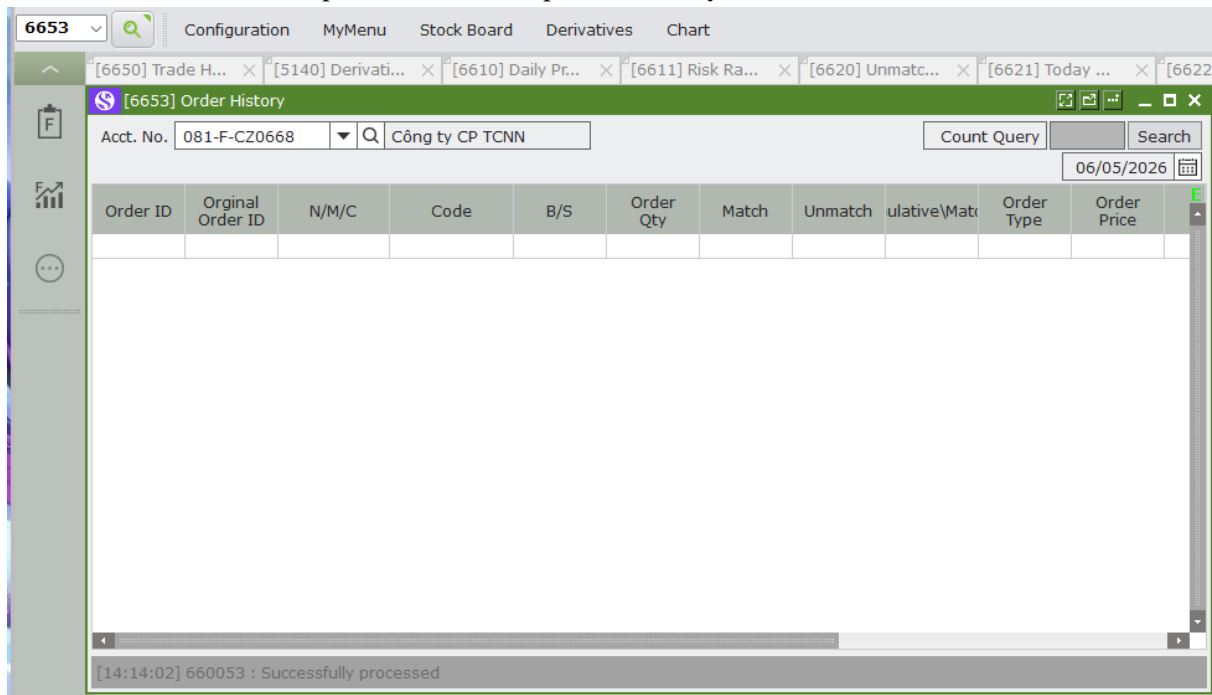 6653 Configuration MyMenu Stock Board Derivatives Chart
[6650] Trade H... [5140] Derivati... [6610] Daily Pr... [6611] Risk Ra... [6620] Unmatc... [6621] Today ... [6622
[6653] Order History
F
Acct. No. 081-F-CZ0668 Công ty CP TCNN Count Query Search
06/05/2026
Order ID Orginal Order ID N/M/C Code B/S Order Qty Match Unmatch ulative\Matc Order Type Order Price E
[14:14:02] 660053 : Successfully processed